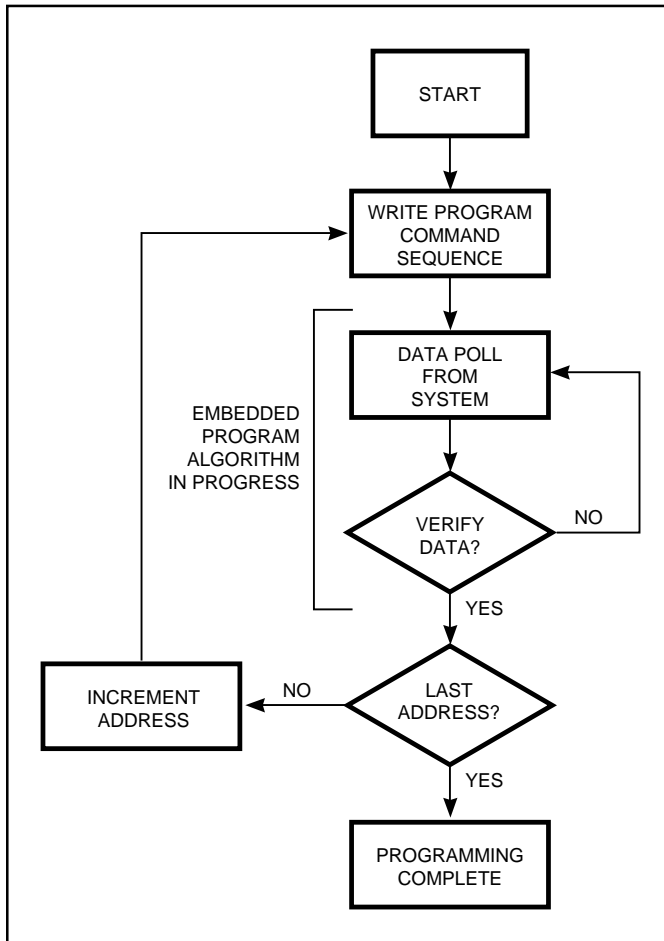 START
WRITE PROGRAM
COMMAND
SEQUENCE
DATA POLL
FROM
SYSTEM
EMBEDDED
PROGRAM
ALGORITHM
IN PROGRESS
VERIFY
DATA?
NO
YES
INCREMENT
ADDRESS
NO
LAST
ADDRESS?
YES
PROGRAMMING
COMPLETE